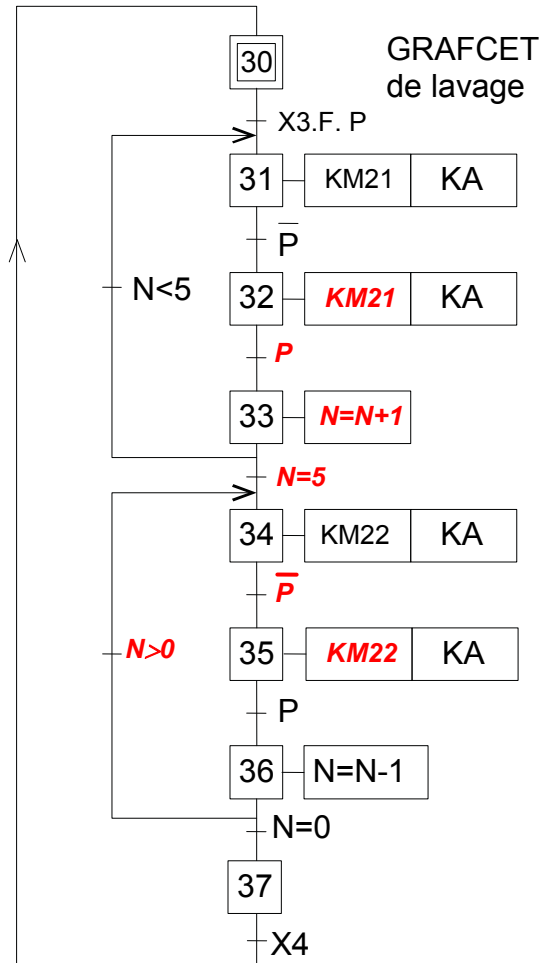 GRAFCET
de lavage
30
X3.F. P
31 KM21 KA
P̅
N<5
32 KM21 KA
P
33 N=N+1
N=5
34 KM22 KA
P̅
N>0
35 KM22 KA
P
36 N=N-1
N=0
37
X4